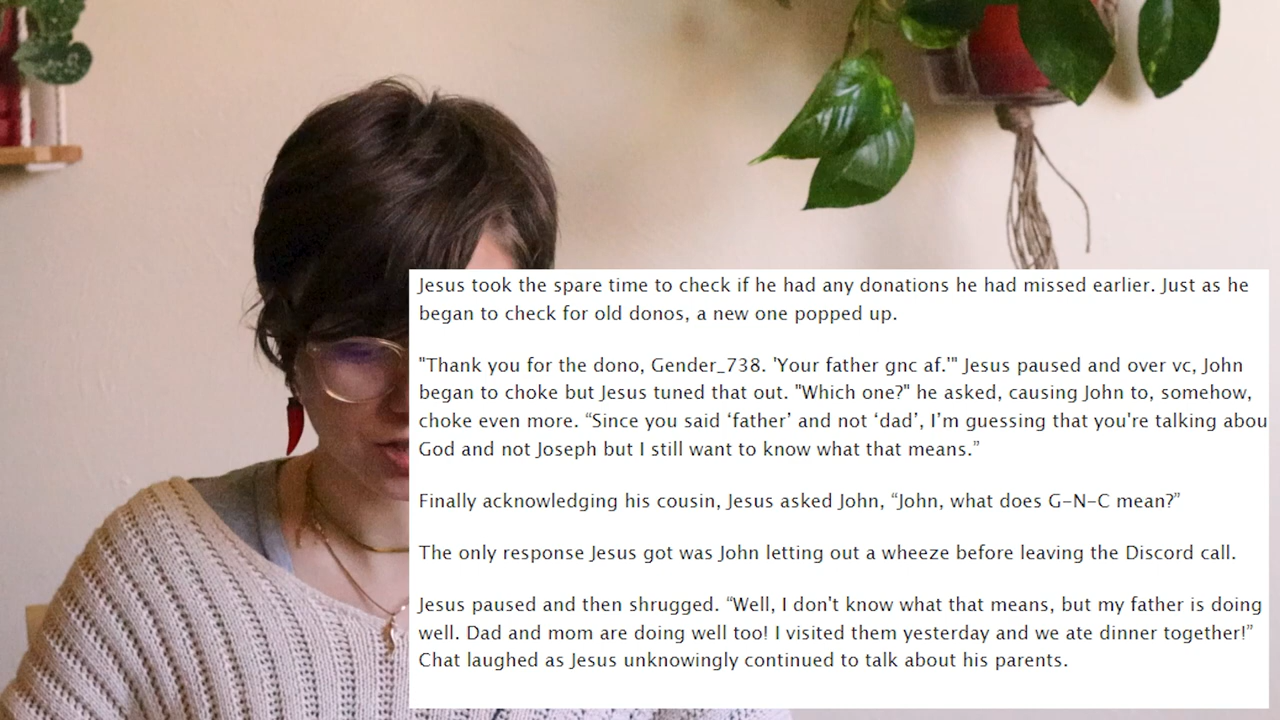 Jesus took the spare time to check if he had any donations he had missed earlier. Just as he
began to check for old donos, a new one popped up.
"Thank you for the dono, Gender_738. 'Your father gnc af.'" Jesus paused and over vc, John
began to choke but Jesus tuned that out. "Which one?" he asked, causing John to, somehow,
choke even more. “Since you said ‘father’ and not ‘dad’, I’m guessing that you're talking abou
God and not Joseph but I still want to know what that means.”
Finally acknowledging his cousin, Jesus asked John, “John, what does G-N-C mean?”
The only response Jesus got was John letting out a wheeze before leaving the Discord call.
Jesus paused and then shrugged. “Well, I don't know what that means, but my father is doing
well. Dad and mom are doing well too! I visited them yesterday and we ate dinner together!”
Chat laughed as Jesus unknowingly continued to talk about his parents.